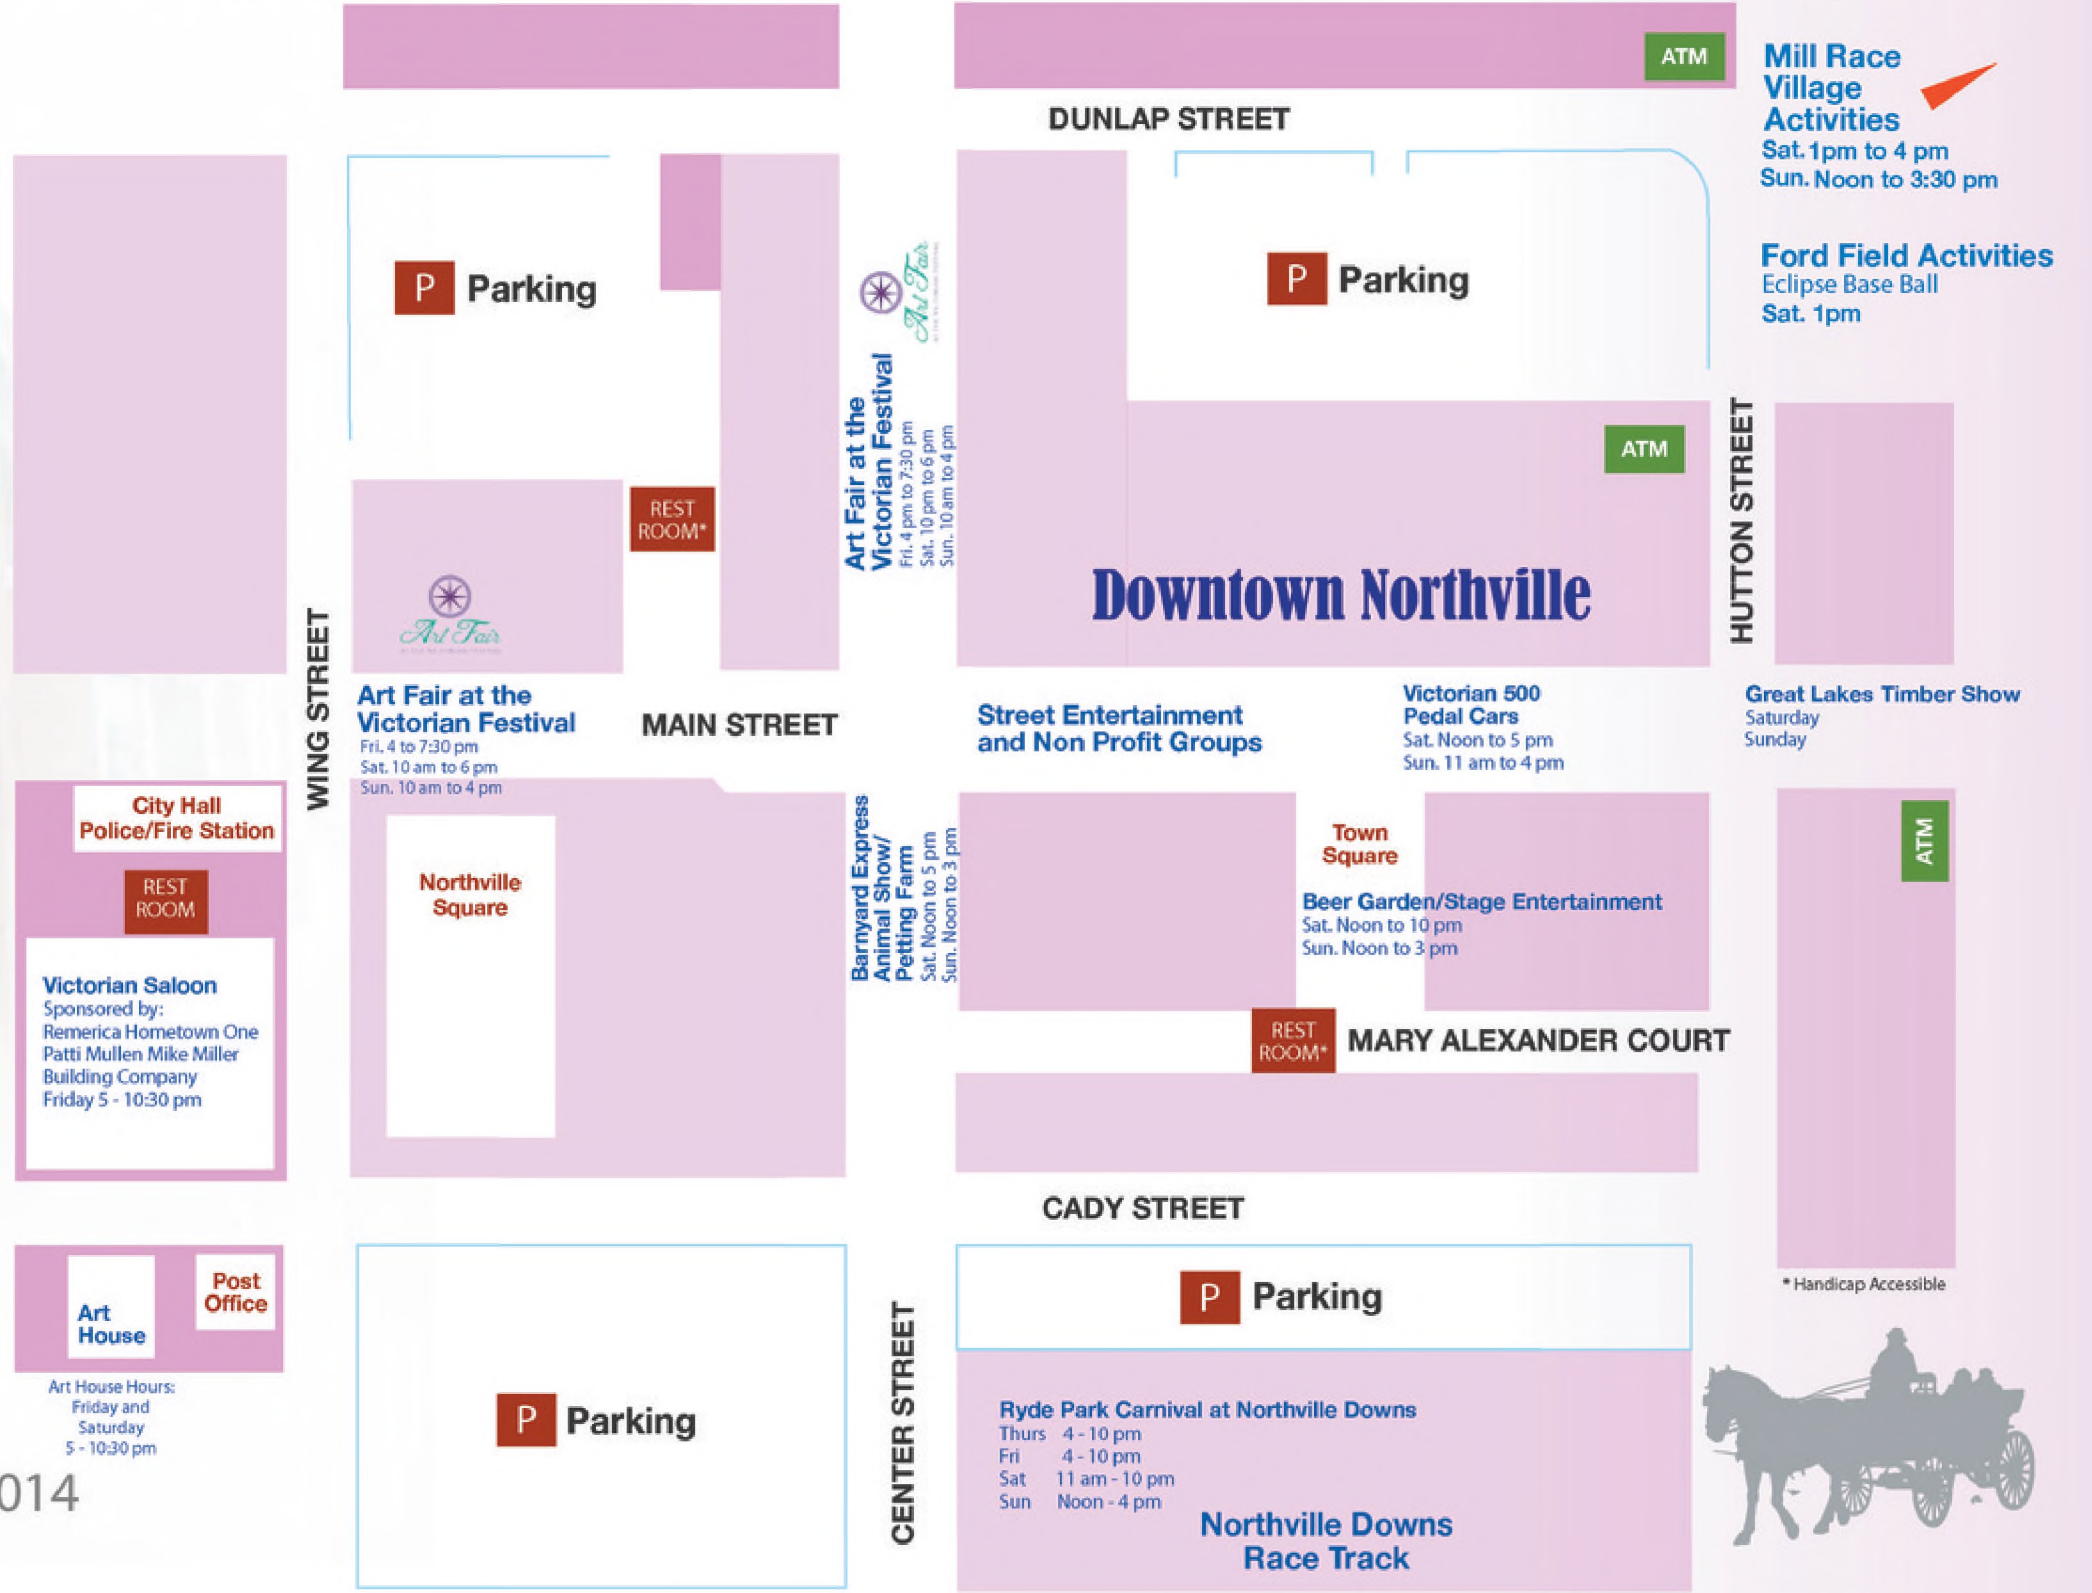 ATM
Mill Race
Village
Activities
Sat. 1pm to 4 pm
Sun. Noon to 3:30 pm
DUNLAP STREET
P Parking
Art Fair
P Parking
Ford Field Activities
Eclipse Base Ball
Sat. 1pm
Art Fair at the
Victorian Festival
Fri. 4 pm to 7:30 pm
Sat. 10 pm to 6 pm
Sun. 10 am to 4 pm
ATM
HUTTON STREET
REST
ROOM*
Art Fair
Downtown Northville
WING STREET
Art Fair at the
Victorian Festival
Fri. 4 to 7:30 pm
Sat. 10 am to 6 pm
Sun. 10 am to 4 pm
MAIN STREET
Street Entertainment
and Non Profit Groups
Victorian 500
Pedal Cars
Sat. Noon to 5 pm
Sun. 11 am to 4 pm
Great Lakes Timber Show
Saturday
Sunday
City Hall
Police/Fire Station
REST
ROOM
Victorian Saloon
Sponsored by:
Remerica Hometown One
Patti Mullen Mike Miller
Building Company
Friday 5 - 10:30 pm
Northville
Square
Barnyard Express
Animal Show/
Petting Farm
Sat. Noon to 5 pm
Sun. Noon to 3 pm
Town
Square
Beer Garden/Stage Entertainment
Sat. Noon to 10 pm
Sun. Noon to 3 pm
ATM
REST
ROOM*
MARY ALEXANDER COURT
CADY STREET
Art
House
Post
Office
Art House Hours:
Friday and
Saturday
5 - 10:30 pm
014
P Parking
CENTER STREET
P Parking
* Handicap Accessible
Ryde Park Carnival at Northville Downs
Thurs 4 - 10 pm
Fri 4 - 10 pm
Sat 11 am - 10 pm
Sun Noon - 4 pm
Northville Downs
Race Track